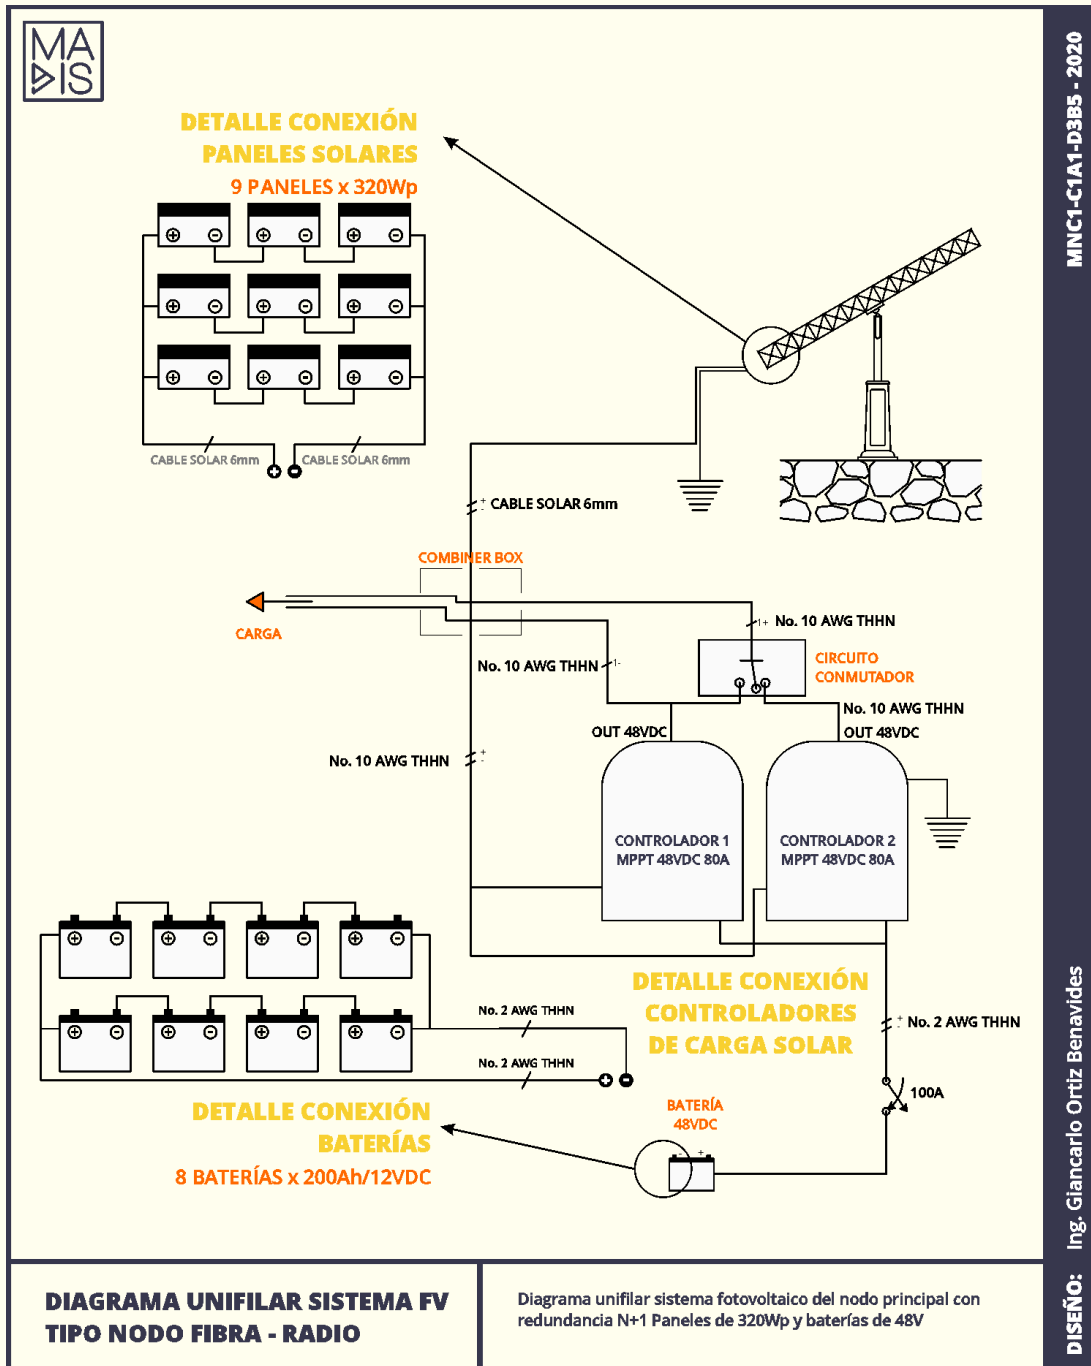 MA
DIS
MNC1-C1A1-D3B5 - 2020
DETALLE CONEXIÓN
PANELES SOLARES
9 PANELES x 320Wp
+ - + - + -
+ - + - + -
+ - + - + -
CABLE SOLAR 6mm
CABLE SOLAR 6mm
+ -
+
-
CABLE SOLAR 6mm
COMBINER BOX
CARGA
1+
No. 10 AWG THHN
No. 10 AWG THHN
1-
CIRCUITO
CONMUTADOR
No. 10 AWG THHN
OUT 48VDC
OUT 48VDC
No. 10 AWG THHN
+
-
CONTROLADOR 1
MPPT 48VDC 80A
CONTROLADOR 2
MPPT 48VDC 80A
+ - + - + - + -
+ - + - + - + -
No. 2 AWG THHN
No. 2 AWG THHN
+ -
DETALLE CONEXIÓN
CONTROLADORES
DE CARGA SOLAR
+
-
No. 2 AWG THHN
100A
DETALLE CONEXIÓN
BATERÍAS
8 BATERÍAS x 200Ah/12VDC
BATERÍA
48VDC
- +
DISEÑO: Ing. Giancarlo Ortiz Benavides
DIAGRAMA UNIFILAR SISTEMA FV
TIPO NODO FIBRA - RADIO
Diagrama unifilar sistema fotovoltaico del nodo principal con
redundancia N+1 Paneles de 320Wp y baterías de 48V